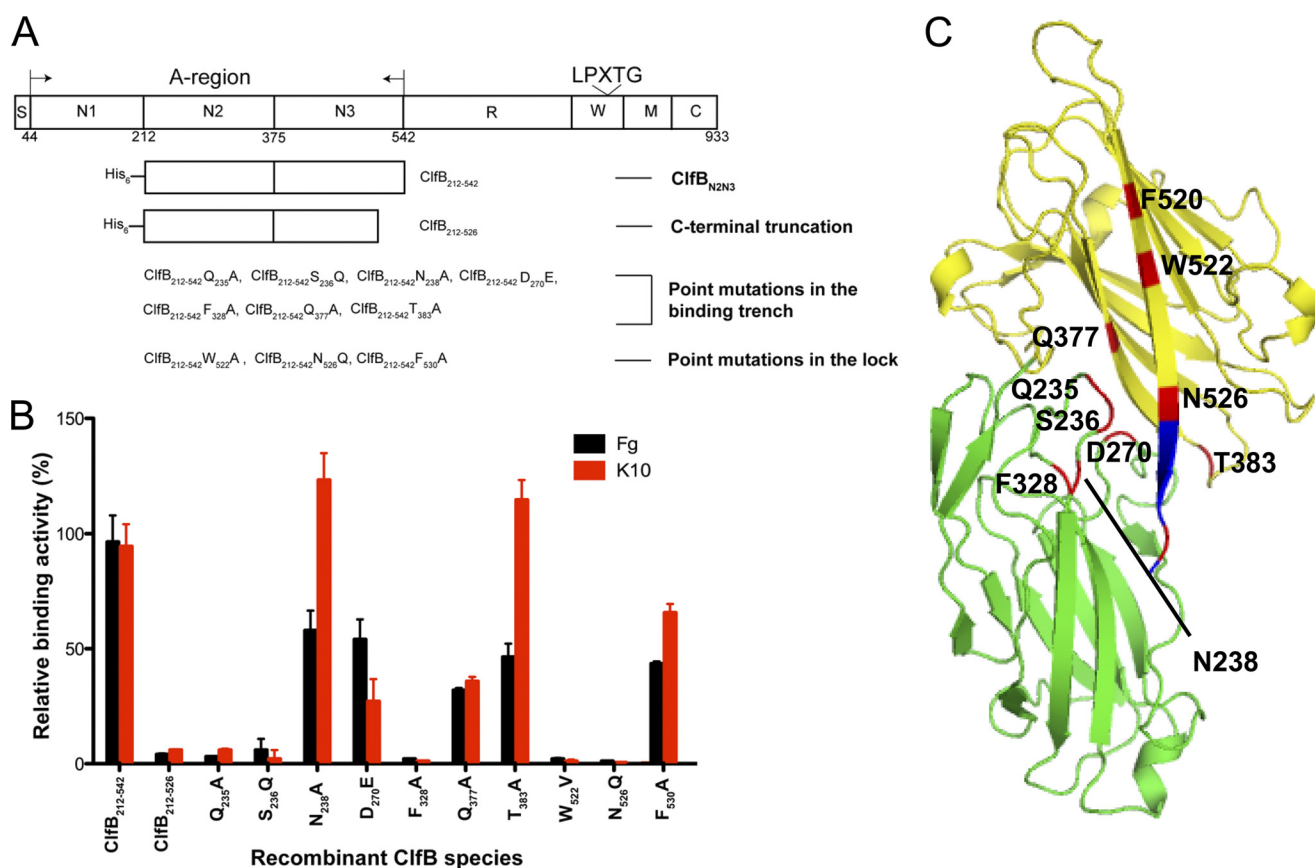 A
A-region
LPXTG
S N1 N2 N3 R W M C
44 212 375 542 933
His6 ClfB212-542 ClfBN2N3
His6 ClfB212-526 C-terminal truncation
ClfB212-542Q235A, ClfB212-542S236Q, ClfB212-542N238A, ClfB212-542 D270E,
ClfB212-542F328A, ClfB212-542Q377A, ClfB212-542T383A
Point mutations in the
binding trench
ClfB212-542W522A, ClfB212-542N526Q, ClfB212-542F530A
Point mutations in the lock
B
Relative binding activity (%)
150
100
50
0
Fg
K10
ClfB212-542
ClfB212-526
Q235A
S236Q
N238A
D270E
F328A
Q377A
T383A
W522V
N526Q
F530A
Recombinant ClfB species
C
F520
W522
Q377
Q235
N526
S236
D270
T383
F328
N238